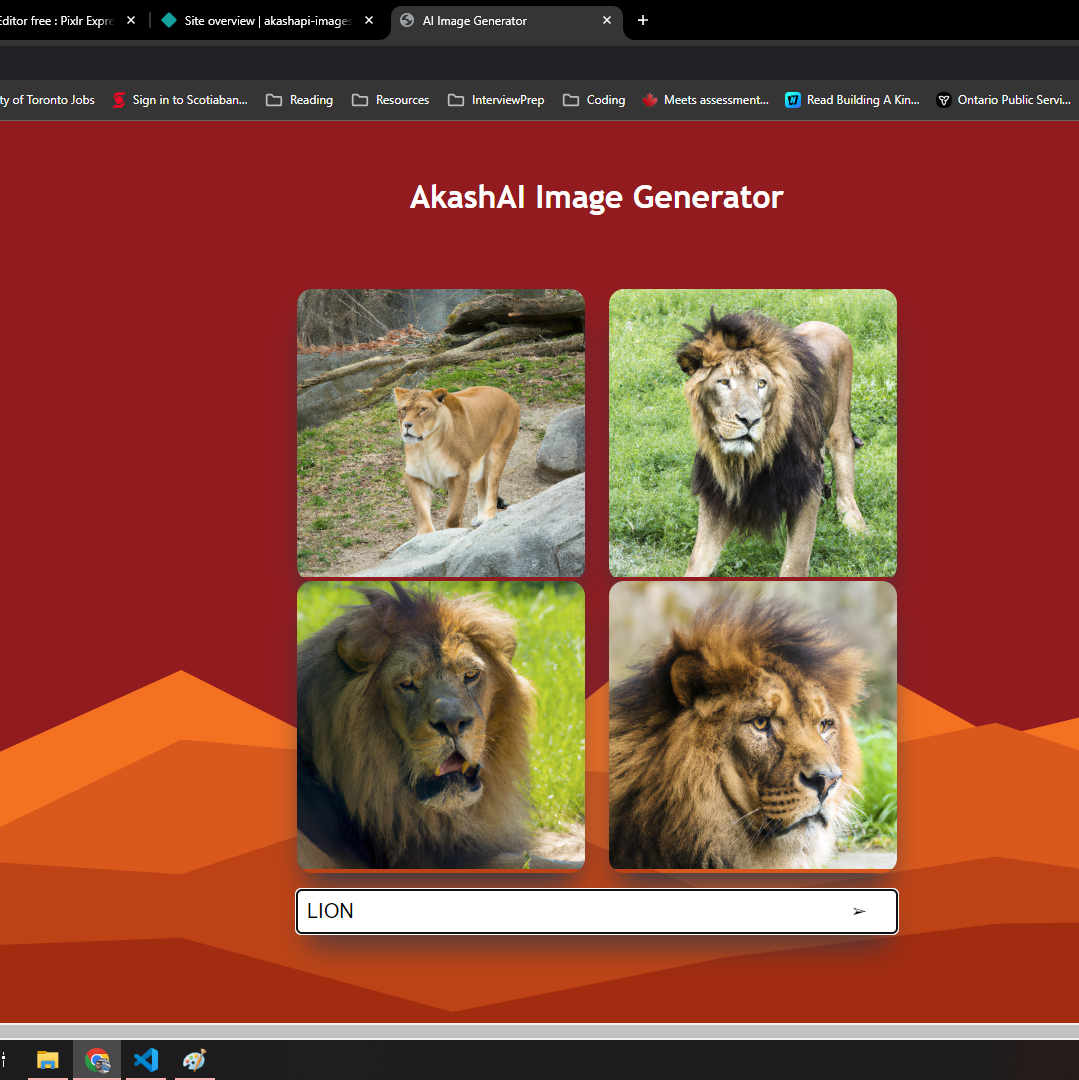 Editor free : Pixlr Expre
Site overview | akashapi-images
AI Image Generator
ty of Toronto Jobs
Sign in to Scotiaban...
Reading
Resources
InterviewPrep
Coding
Meets assessment...
Read Building A Kin...
Ontario Public Servi...
AkashAI Image Generator
LION